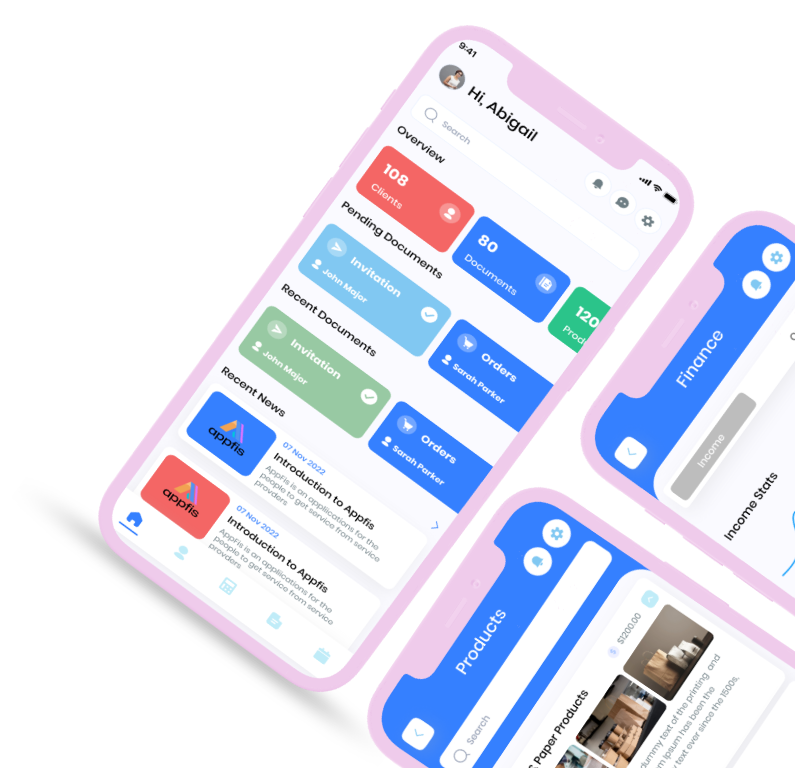 9:41
Hi, Abigail
Search
Overview
108
Clients
80
Documents
120
Prod
Pending Documents
Invitation
John Major
Orders
Sarah Parker
Recent Documents
Invitation
John Major
Orders
Sarah Parker
Recent News
appfis
07 Nov 2022
Introduction to Appfis
AppFis is an appliications for the
people to get service from service
provders
appfis
07 Nov 2022
Introduction to Appfis
AppFis is an appliications for the
people to get service from service
provders
Finance
Income
Income Stats
Products
Search
$1200.00
Paper Products
dummy text of the printing and
m Ipsum has been the
y text ever since the 1500s,